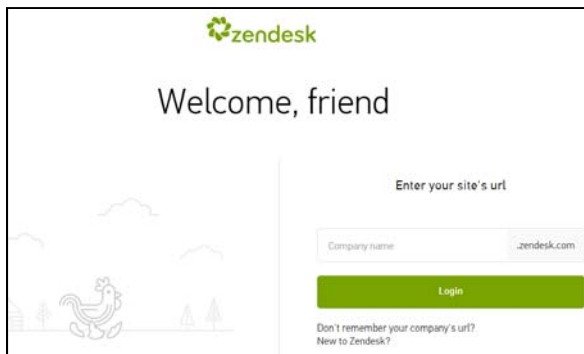 zendesk
Welcome, friend
Enter your site's url
Company name .zendesk.com
Login
Don't remember your company's url?
New to Zendesk?